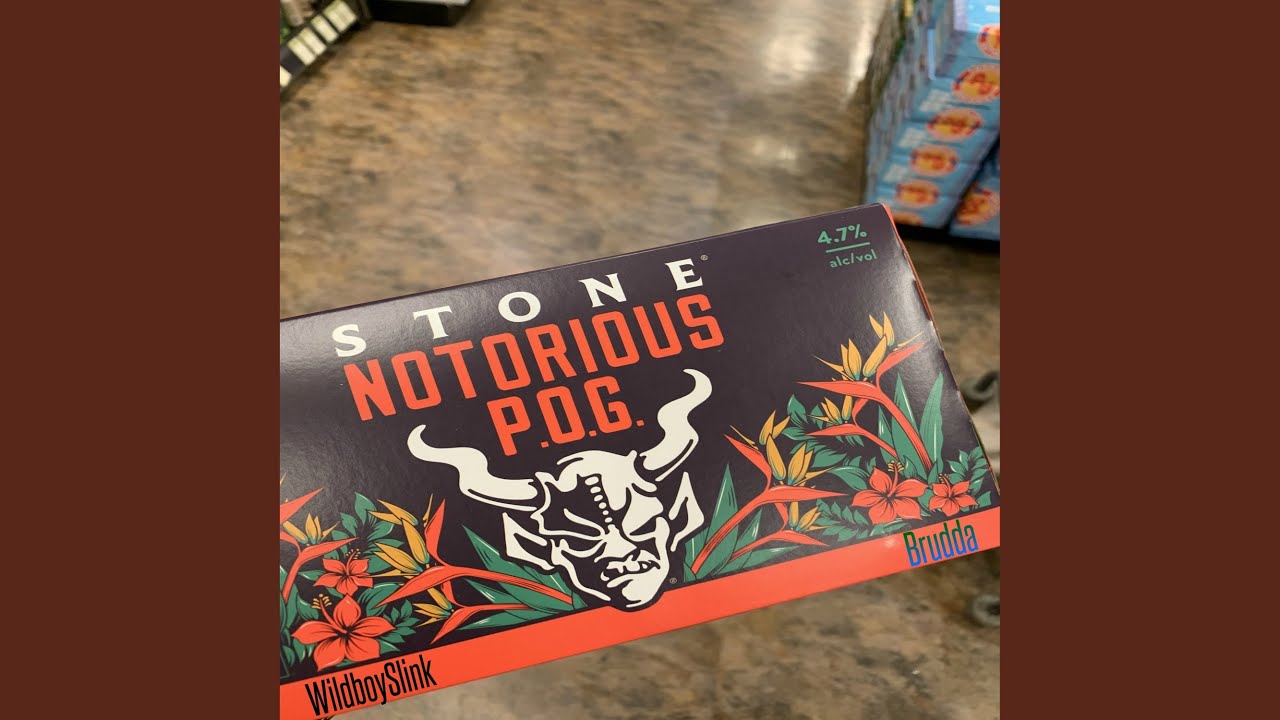 4.7%
alc/vol
STONE®
NOTORIOUS
P.O.G.
®
Brudda
WildboySlink